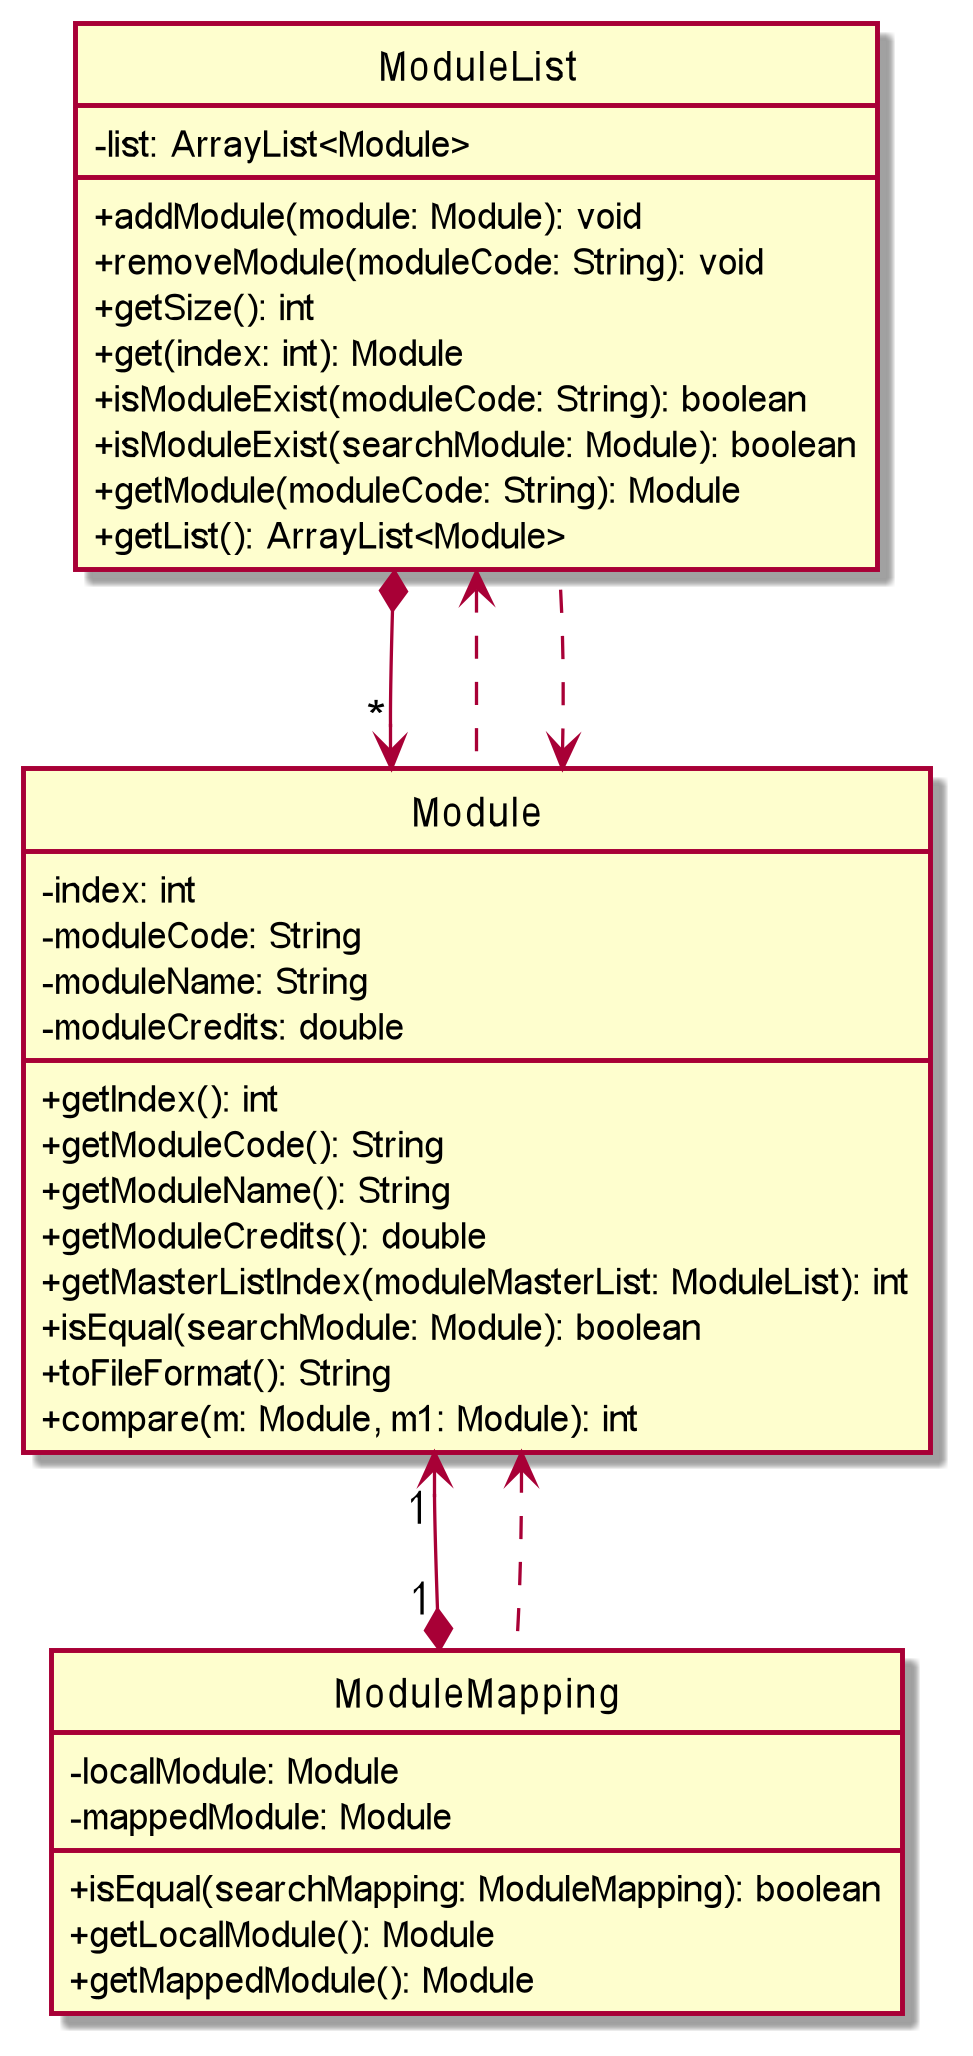 ModuleList
-list: ArrayList<Module>
+addModule(module: Module): void
+removeModule(moduleCode: String): void
+getSize(): int
+get(index: int): Module
+isModuleExist(moduleCode: String): boolean
+isModuleExist(searchModule: Module): boolean
+getModule(moduleCode: String): Module
+getList(): ArrayList<Module>
*
Module
-index: int
-moduleCode: String
-moduleName: String
-moduleCredits: double
+getIndex(): int
+getModuleCode(): String
+getModuleName(): String
+getModuleCredits(): double
+getMasterListIndex(moduleMasterList: ModuleList): int
+isEqual(searchModule: Module): boolean
+toFileFormat(): String
+compare(m: Module, m1: Module): int
1
1
ModuleMapping
-localModule: Module
-mappedModule: Module
+isEqual(searchMapping: ModuleMapping): boolean
+getLocalModule(): Module
+getMappedModule(): Module